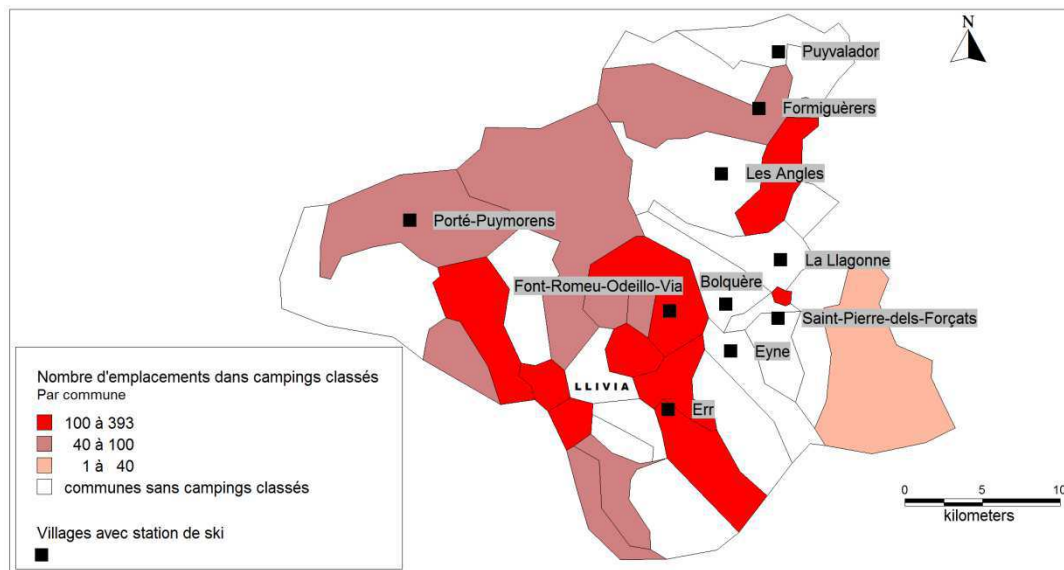 N
Puyvalador
Formiguèrers
Les Angles
Porté-Puymorens
La Llagonne
Font-Romeu-Odeillo-Via
Bolquère
Saint-Pierre-dels-Forçats
Eyne
LLIVIA
Err
Nombre d'emplacements dans campings classés
Par commune
100 à 393
40 à 100
1 à 40
communes sans campings classés
Villages avec station de ski
0 5 10
kilometers